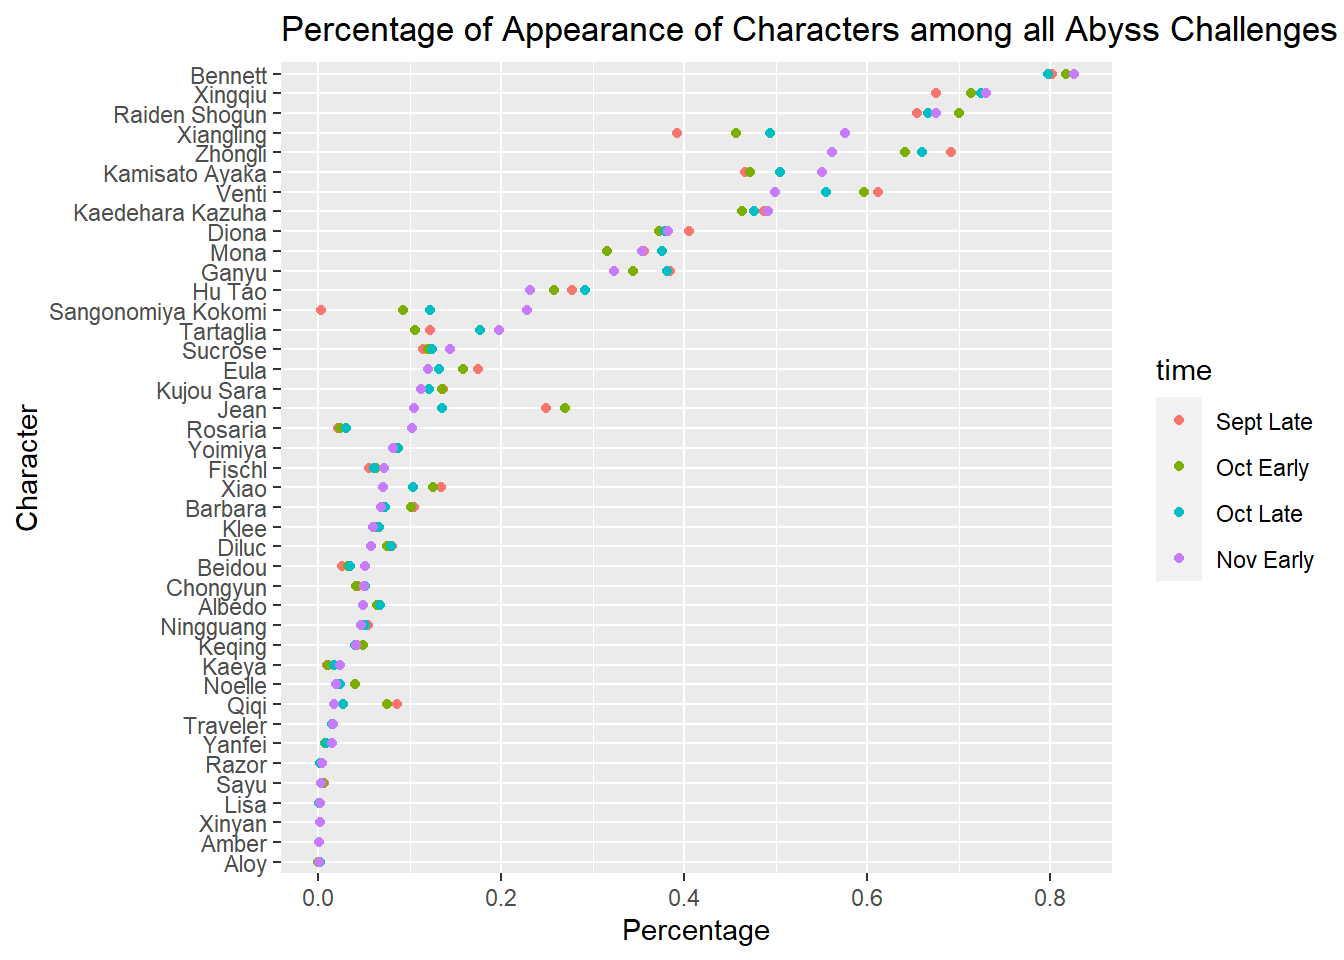 Percentage of Appearance of Characters among all Abyss Challenges
Bennett
Xingqiu
Raiden Shogun
Xiangling
Zhongli
Kamisato Ayaka
Venti
Kaedehara Kazuha
Diona
Mona
Ganyu
Hu Tao
Sangonomiya Kokomi
Tartaglia
Sucrose
Eula
Kujou Sara
Jean
Rosaria
Yoimiya
Fischl
Xiao
Barbara
Klee
Diluc
Beidou
Chongyun
Albedo
Ningguang
Keqing
Kaeya
Noelle
Qiqi
Traveler
Yanfei
Razor
Sayu
Lisa
Xinyan
Amber
Aloy
Character
0.0 0.2 0.4 0.6 0.8
Percentage
time
Sept Late
Oct Early
Oct Late
Nov Early